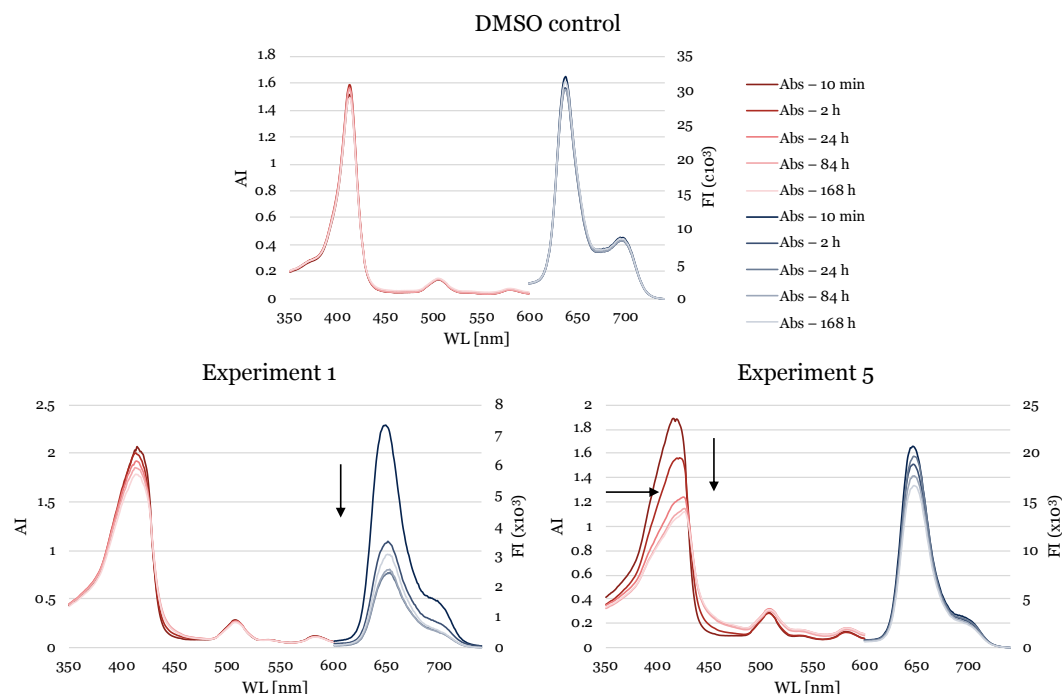 DMSO control
1.8
1.6
1.4
1.2
1
0.8
0.6
0.4
0.2
0
AI
35
30
25
20
15
10
5
0
FI (c10³)
350 400 450 500 550 600 650 700
WL [nm]
Abs – 10 min
Abs – 2 h
Abs – 24 h
Abs – 84 h
Abs – 168 h
Abs – 10 min
Abs – 2 h
Abs – 24 h
Abs – 84 h
Abs – 168 h
Experiment 1
2.5
2
1.5
1
0.5
0
AI
8
7
6
5
4
3
2
1
0
FI (x10³)
350 400 450 500 550 600 650 700
WL [nm]
Experiment 5
2
1.8
1.6
1.4
1.2
1
0.8
0.6
0.4
0.2
0
AI
25
20
15
10
5
0
FI (x10³)
350 400 450 500 550 600 650 700
WL [nm]